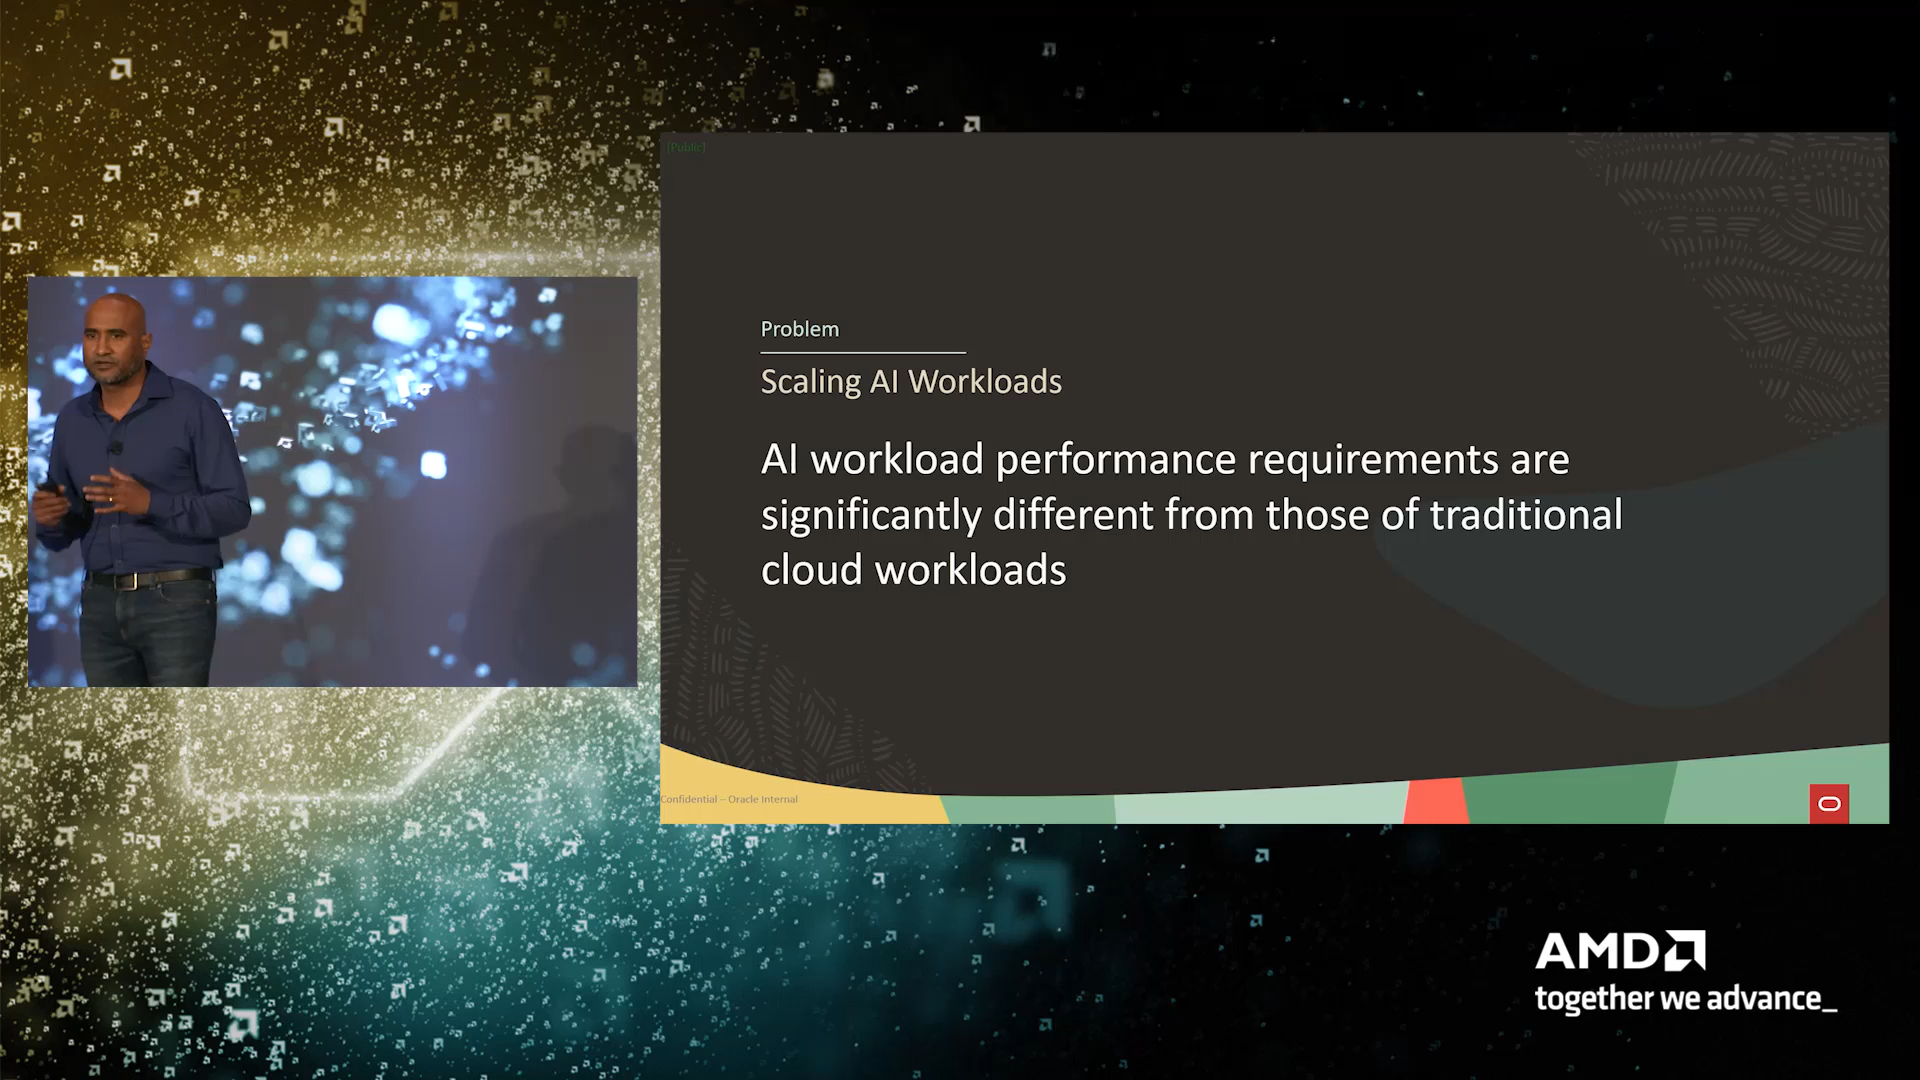 [Public]
Problem
Scaling AI Workloads
AI workload performance requirements are
significantly different from those of traditional
cloud workloads
Confidential – Oracle Internal
AMD
together we advance_